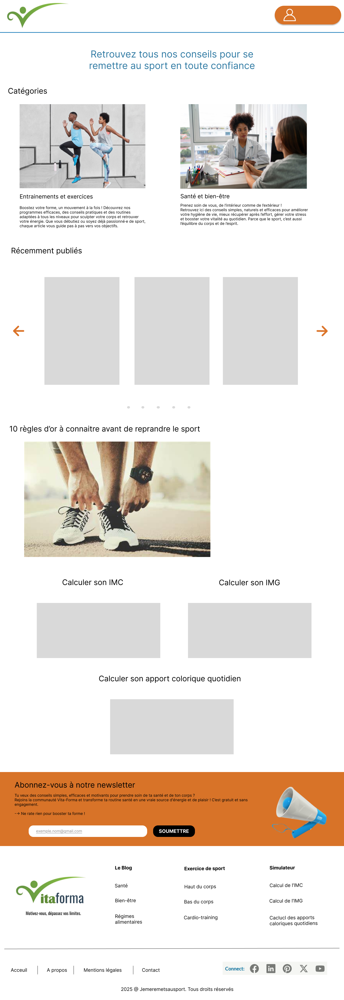 Retrouvez tous nos conseils pour se
remettre au sport en toute confiance
Catégories
Entrainements et exercices
Boostez votre forme, un mouvement à la fois ! Découvrez nos
programmes efficaces, des conseils pratiques et des routines
adaptées à tous les niveaux pour sculpter votre corps et retrouver
votre énergie. Que vous débutiez ou soyez déjà passionné·e de sport,
chaque article vous guide pas à pas vers vos objectifs.
Santé et bien-être
Prenez soin de vous, de l’intérieur comme de l’extérieur !
Retrouvez ici des conseils simples, naturels et efficaces pour améliorer
votre hygiène de vie, mieux récupérer après l’effort, gérer votre stress
et booster votre vitalité au quotidien. Parce que le sport, c’est aussi
l’équilibre du corps et de l’esprit.
Récemment publiés
10 règles d’or à connaitre avant de reprandre le sport
Calculer son IMC
Calculer son IMG
Calculer son apport colorique quotidien
Abonnez-vous à notre newsletter
Tu veux des conseils simples, efficaces et motivants pour prendre soin de ta santé et de ton corps ?
Rejoins la communauté Vita-Forma et transforme ta routine santé en une vraie source d'énergie et de plaisir ! C’est gratuit et sans
engagement.
--> Ne rate rien pour booster ta forme !
exemple.nom@gmail.com
SOUMETTRE
Vitaforma
Motivez-vous, dépassez vos limites.
Le Blog
Santé
Bien-être
Régimes
alimentaires
Exercice de sport
Haut du corps
Bas du corps
Cardio-training
Simulateur
Calcul de l’IMC
Calcul de l’IMG
Caclucl des apports
caloriques quotidiens
Acceuil
A propos
Mentions légales
Contact
Connect:
2025 @ Jemeremetsausport. Tous droits réservés